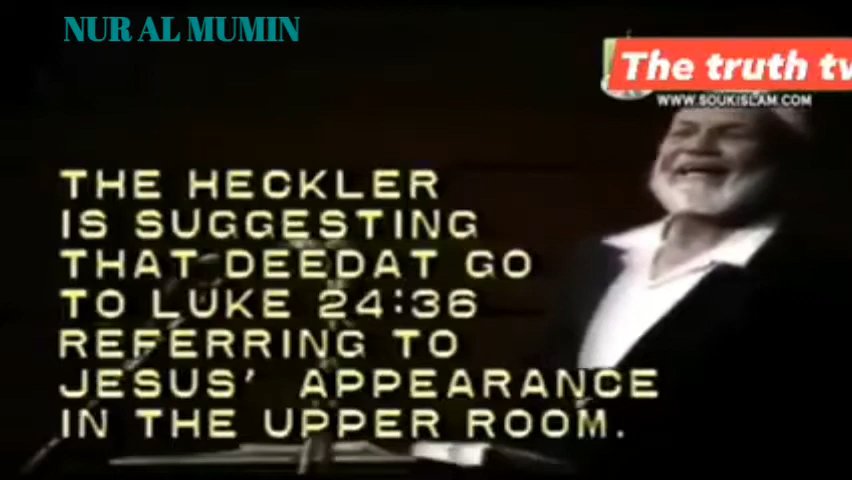 NUR AL MUMIN
The truth tv
WWW.SOUKISLAM.COM
THE HECKLER
IS SUGGESTING
THAT DEEDAT GO
TO LUKE 24:36
REFERRING TO
JESUS' APPEARANCE
IN THE UPPER ROOM.